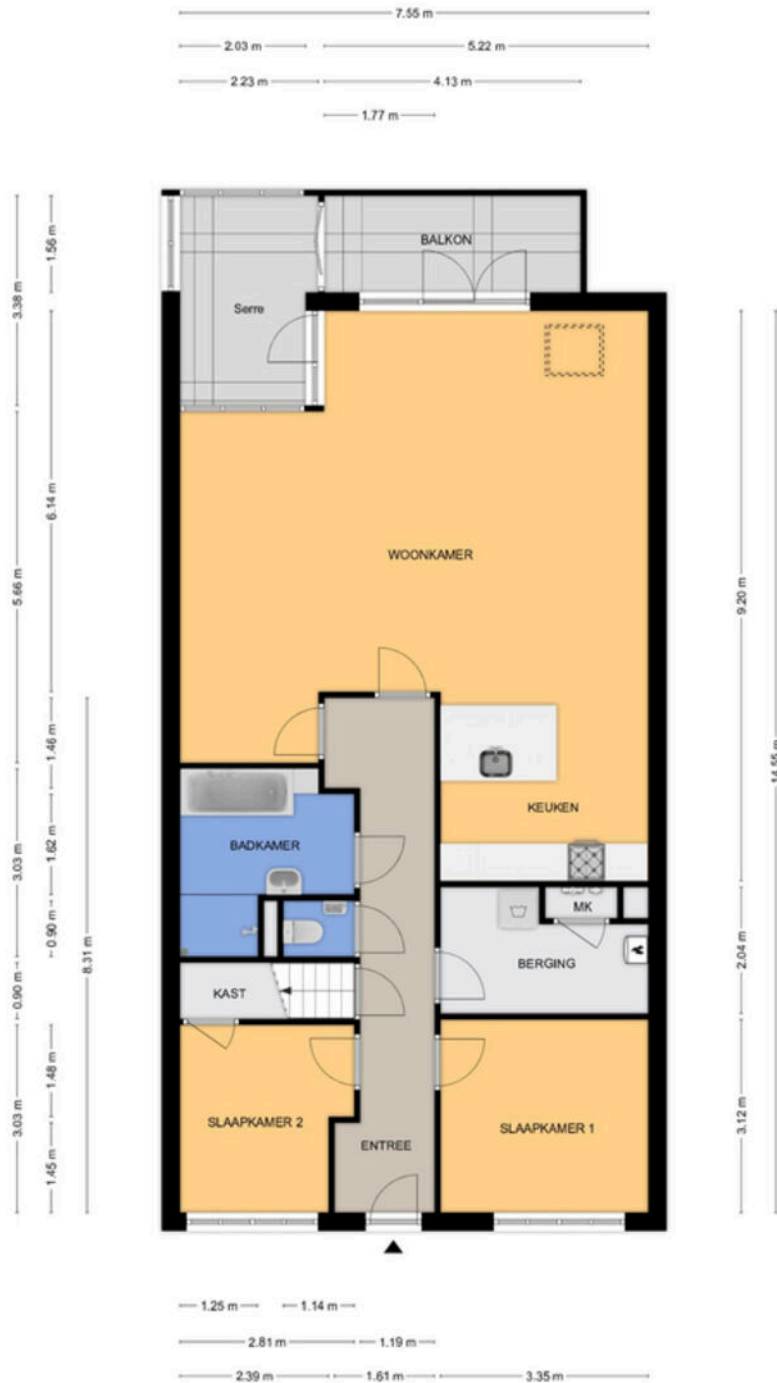 7.55 m
2.03 m 5.22 m
2.23 m 4.13 m
1.77 m
3.38 m
5.66 m
3.03 m
0.90 m
3.03 m
1.56 m
6.14 m
1.46 m
1.62 m
0.90 m
1.48 m
1.45 m
8.31 m
BALKON
Serre
WOONKAMER
KEUKEN
BADKAMER
MK
BERGING
KAST
SLAAPKAMER 2
ENTREE
SLAAPKAMER 1
9.20 m
2.04 m
3.12 m
14.55 m
1.25 m 1.14 m
2.81 m 1.19 m
2.39 m 1.61 m 3.35 m